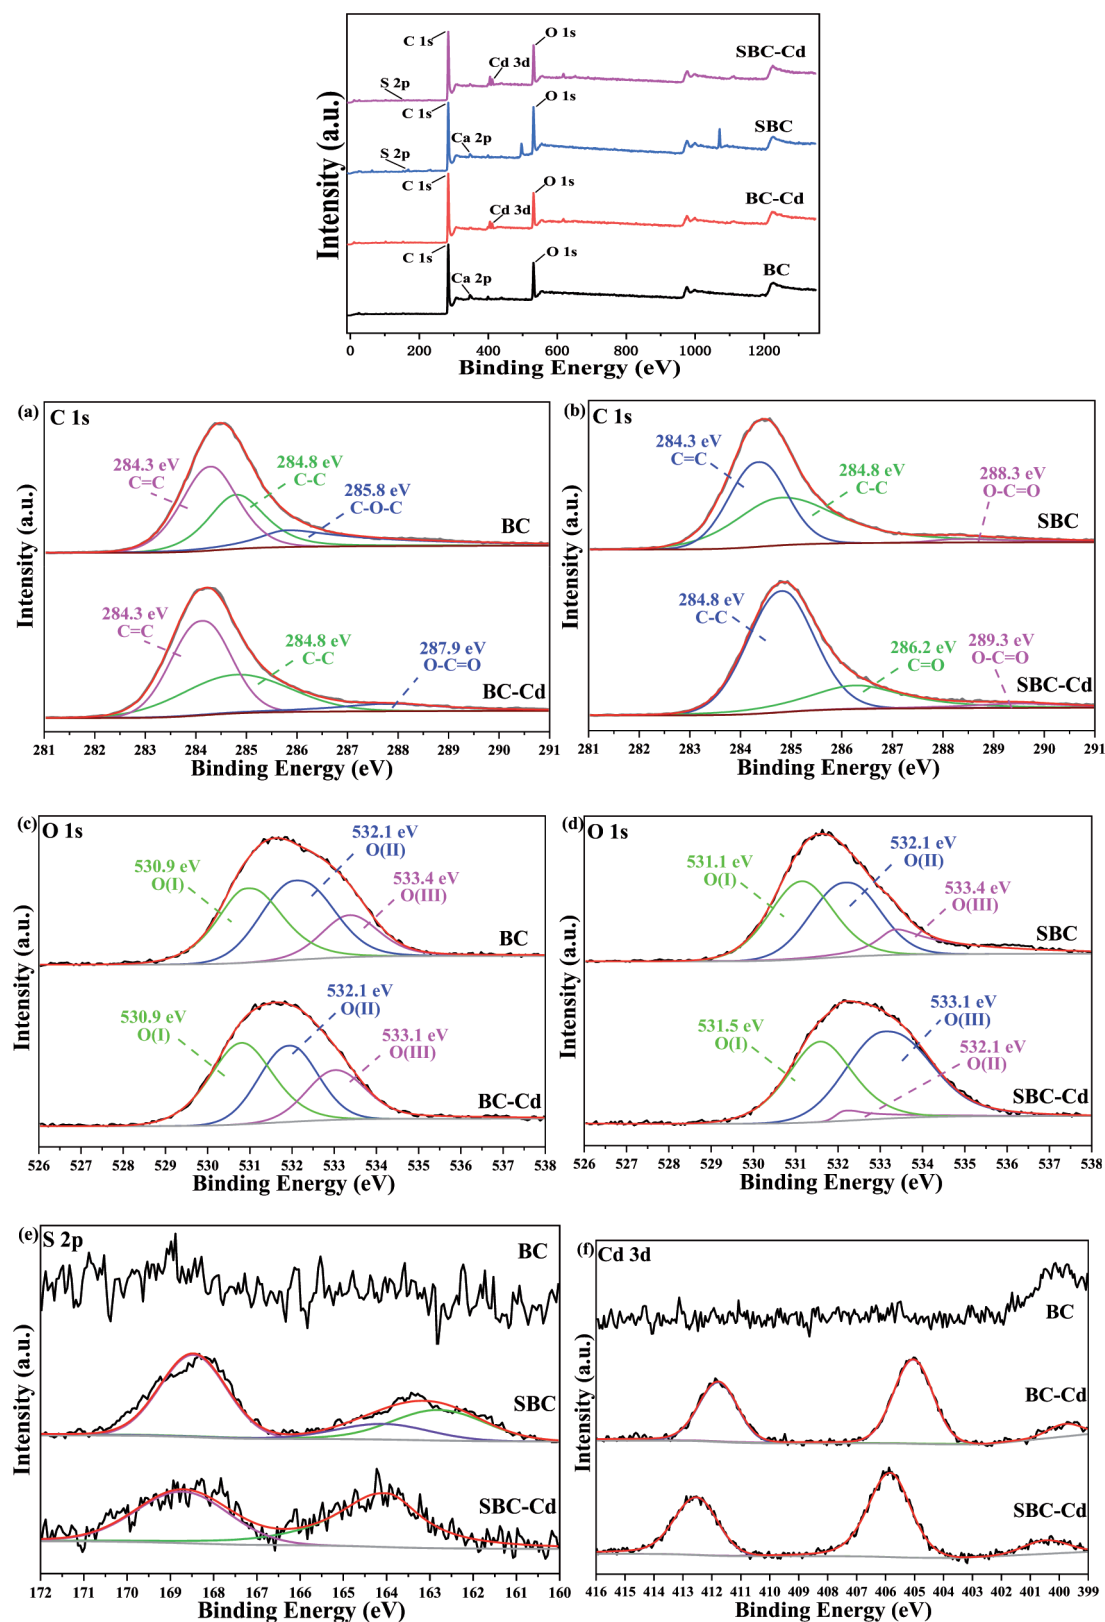 C 1s
O 1s
Cd 3d
S 2p
SBC-Cd
C 1s
O 1s
Ca 2p
S 2p
SBC
C 1s
O 1s
Cd 3d
BC-Cd
C 1s
O 1s
Ca 2p
BC
Intensity (a.u.)
0 200 400 600 800 1000 1200
Binding Energy (eV)
(a)
C 1s
284.3 eV
C=C
284.8 eV
C-C
285.8 eV
C-O-C
BC
284.3 eV
C=C
284.8 eV
C-C
287.9 eV
O-C=O
BC-Cd
Intensity (a.u.)
281 282 283 284 285 286 287 288 289 290 291
Binding Energy (eV)
(b)
C 1s
284.3 eV
C=C
284.8 eV
C-C
288.3 eV
O-C=O
SBC
284.8 eV
C-C
286.2 eV
C=O
289.3 eV
O-C=O
SBC-Cd
Intensity (a.u.)
281 282 283 284 285 286 287 288 289 290 291
Binding Energy (eV)
(c)
O 1s
530.9 eV
O(I)
532.1 eV
O(II)
533.4 eV
O(III)
BC
530.9 eV
O(I)
532.1 eV
O(II)
533.1 eV
O(III)
BC-Cd
Intensity (a.u.)
526 527 528 529 530 531 532 533 534 535 536 537 538
Binding Energy (eV)
(d)
O 1s
531.1 eV
O(I)
532.1 eV
O(II)
533.4 eV
O(III)
SBC
531.5 eV
O(I)
533.1 eV
O(III)
532.1 eV
O(II)
SBC-Cd
Intensity (a.u.)
526 527 528 529 530 531 532 533 534 535 536 537 538
Binding Energy (eV)
(e)
S 2p
BC
SBC
SBC-Cd
Intensity (a.u.)
172 171 170 169 168 167 166 165 164 163 162 161 160
Binding Energy (eV)
(f)
Cd 3d
BC
BC-Cd
SBC-Cd
Intensity (a.u.)
416 415 414 413 412 411 410 409 408 407 406 405 404 403 402 401 400 399
Binding Energy (eV)